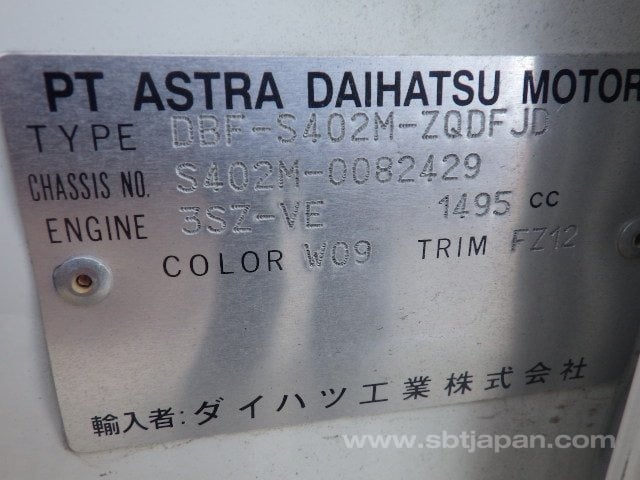 PT ASTRA DAIHATSU MOTOR
TYPE DBF-S402M-ZQDFJD
CHASSIS NO. S402M-0082429
ENGINE 3SZ-VE 1495 cc
COLOR W09 TRIM FZ12
輸入者: ダイハツ工業株式会社
www.sbtjapan.com